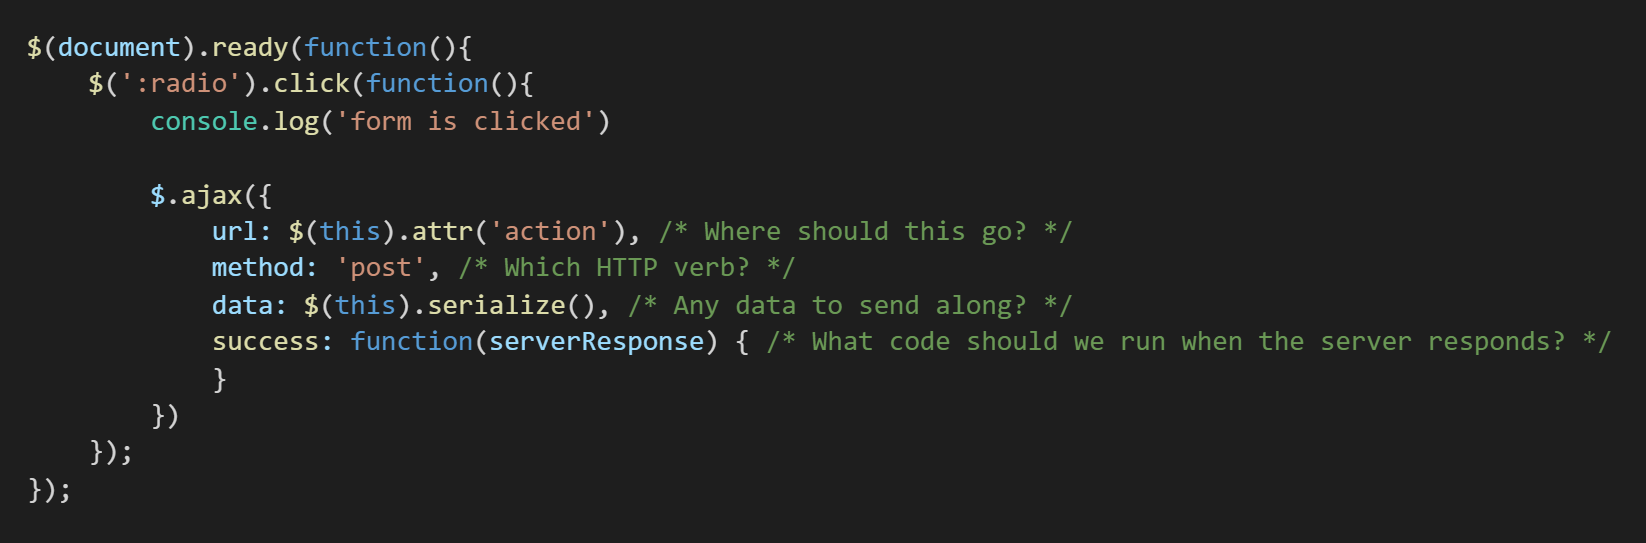 $(document).ready(function(){
    $(':radio').click(function(){
        console.log('form is clicked')

        $.ajax({
            url: $(this).attr('action'), /* Where should this go? */
            method: 'post', /* Which HTTP verb? */
            data: $(this).serialize(), /* Any data to send along? */
            success: function(serverResponse) { /* What code should we run when the server responds? */
            }
        })
    });
});